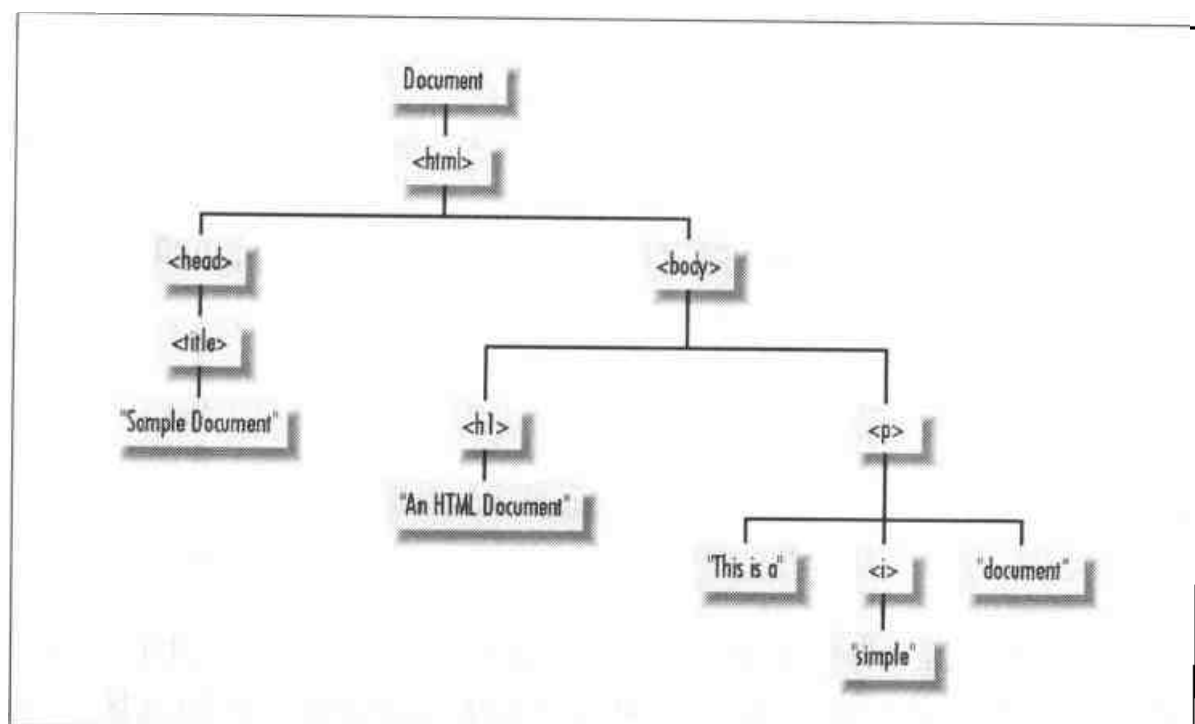 Document
<html>
<head>
<body>
<title>
"Sample Document"
<h1>
<p>
"An HTML Document"
"This is a"
<i>
"document"
"simple"